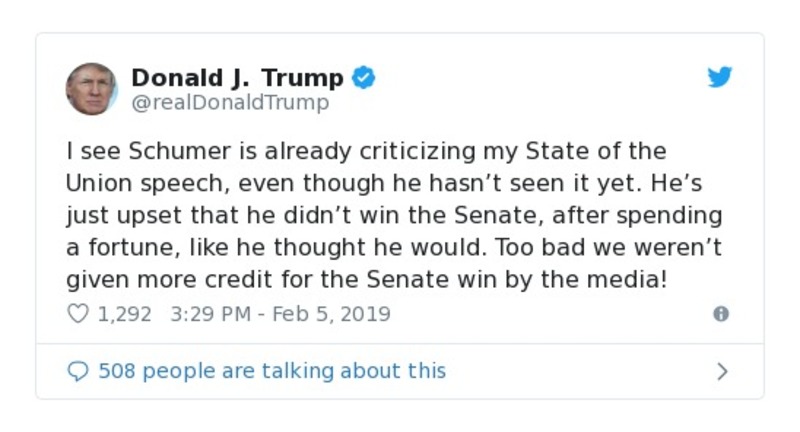 Donald J. Trump
@realDonaldTrump
I see Schumer is already criticizing my State of the
Union speech, even though he hasn’t seen it yet. He’s
just upset that he didn’t win the Senate, after spending
a fortune, like he thought he would. Too bad we weren’t
given more credit for the Senate win by the media!
1,292 3:29 PM - Feb 5, 2019
508 people are talking about this